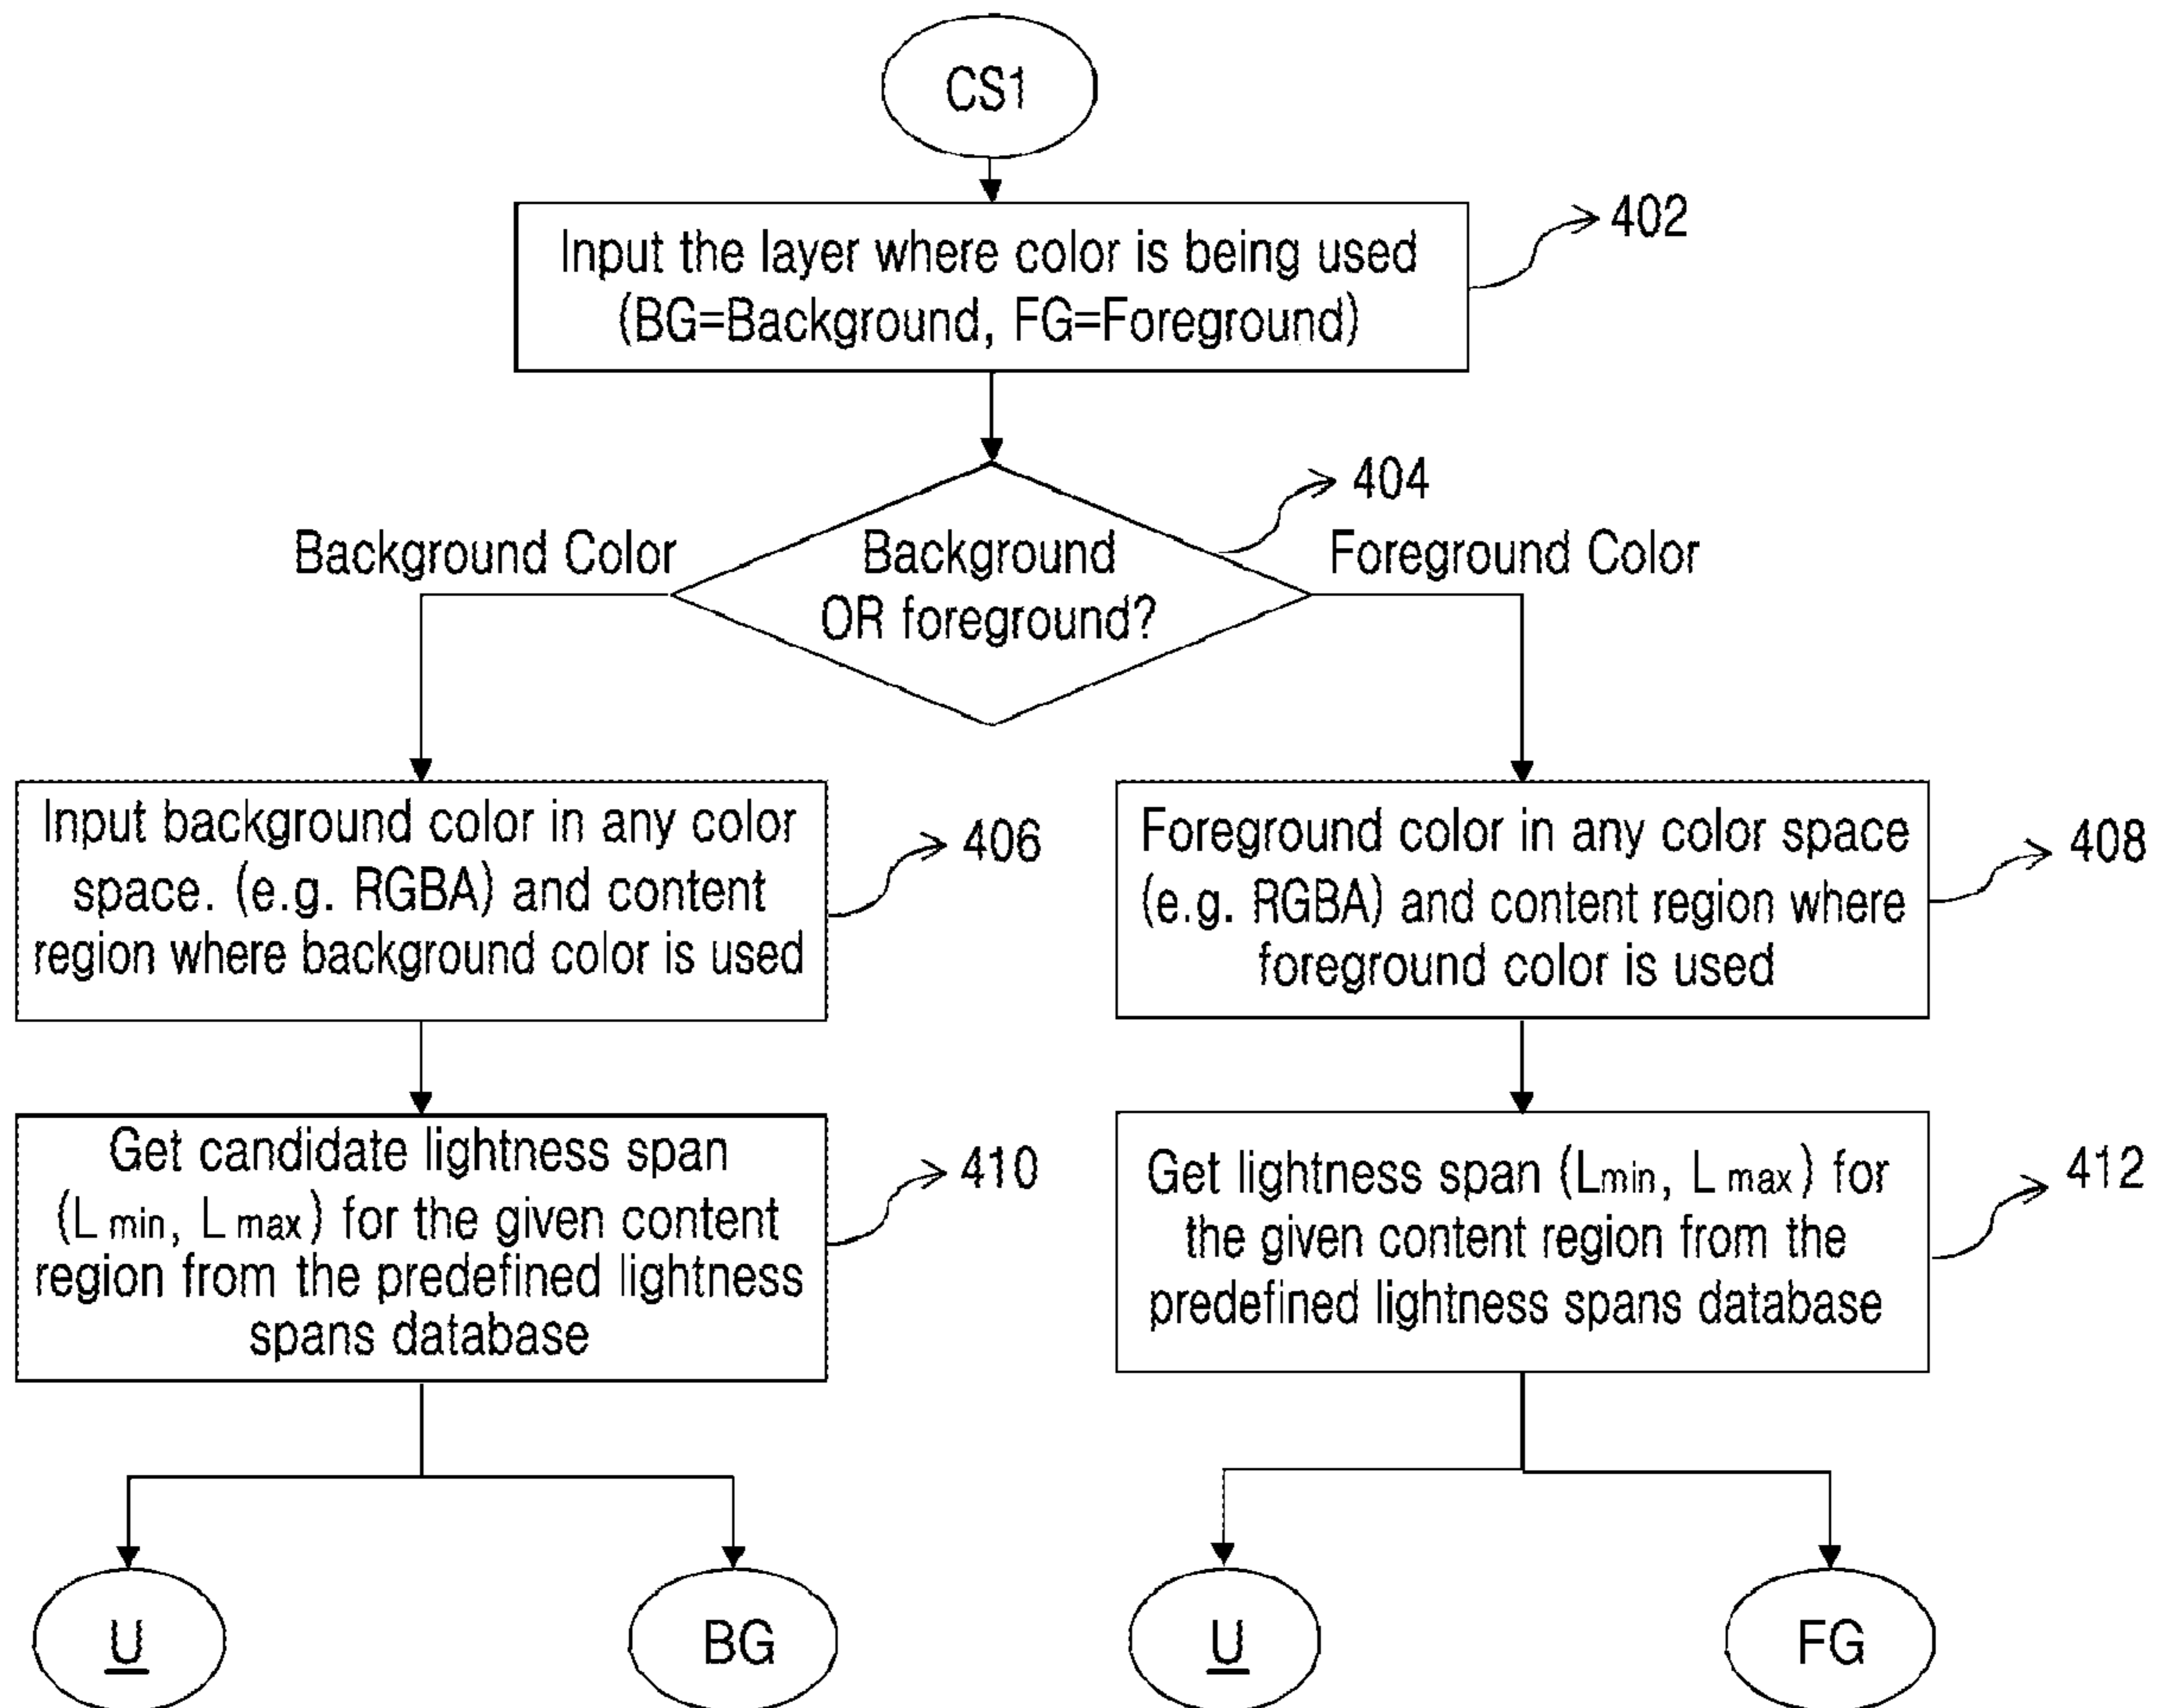 CS1
Input the layer where color is being used
(BG=Background, FG=Foreground)
402
404
Background Color
Background
OR foreground?
Foreground Color
Input background color in any color
space. (e.g. RGBA) and content
region where background color is used
406
Foreground color in any color space
(e.g. RGBA) and content region where
foreground color is used
408
Get candidate lightness span
(L min, L max) for the given content
region from the predefined lightness
spans database
410
Get lightness span (Lmin, L max) for
the given content region from the
predefined lightness spans database
412
U
BG
U
FG